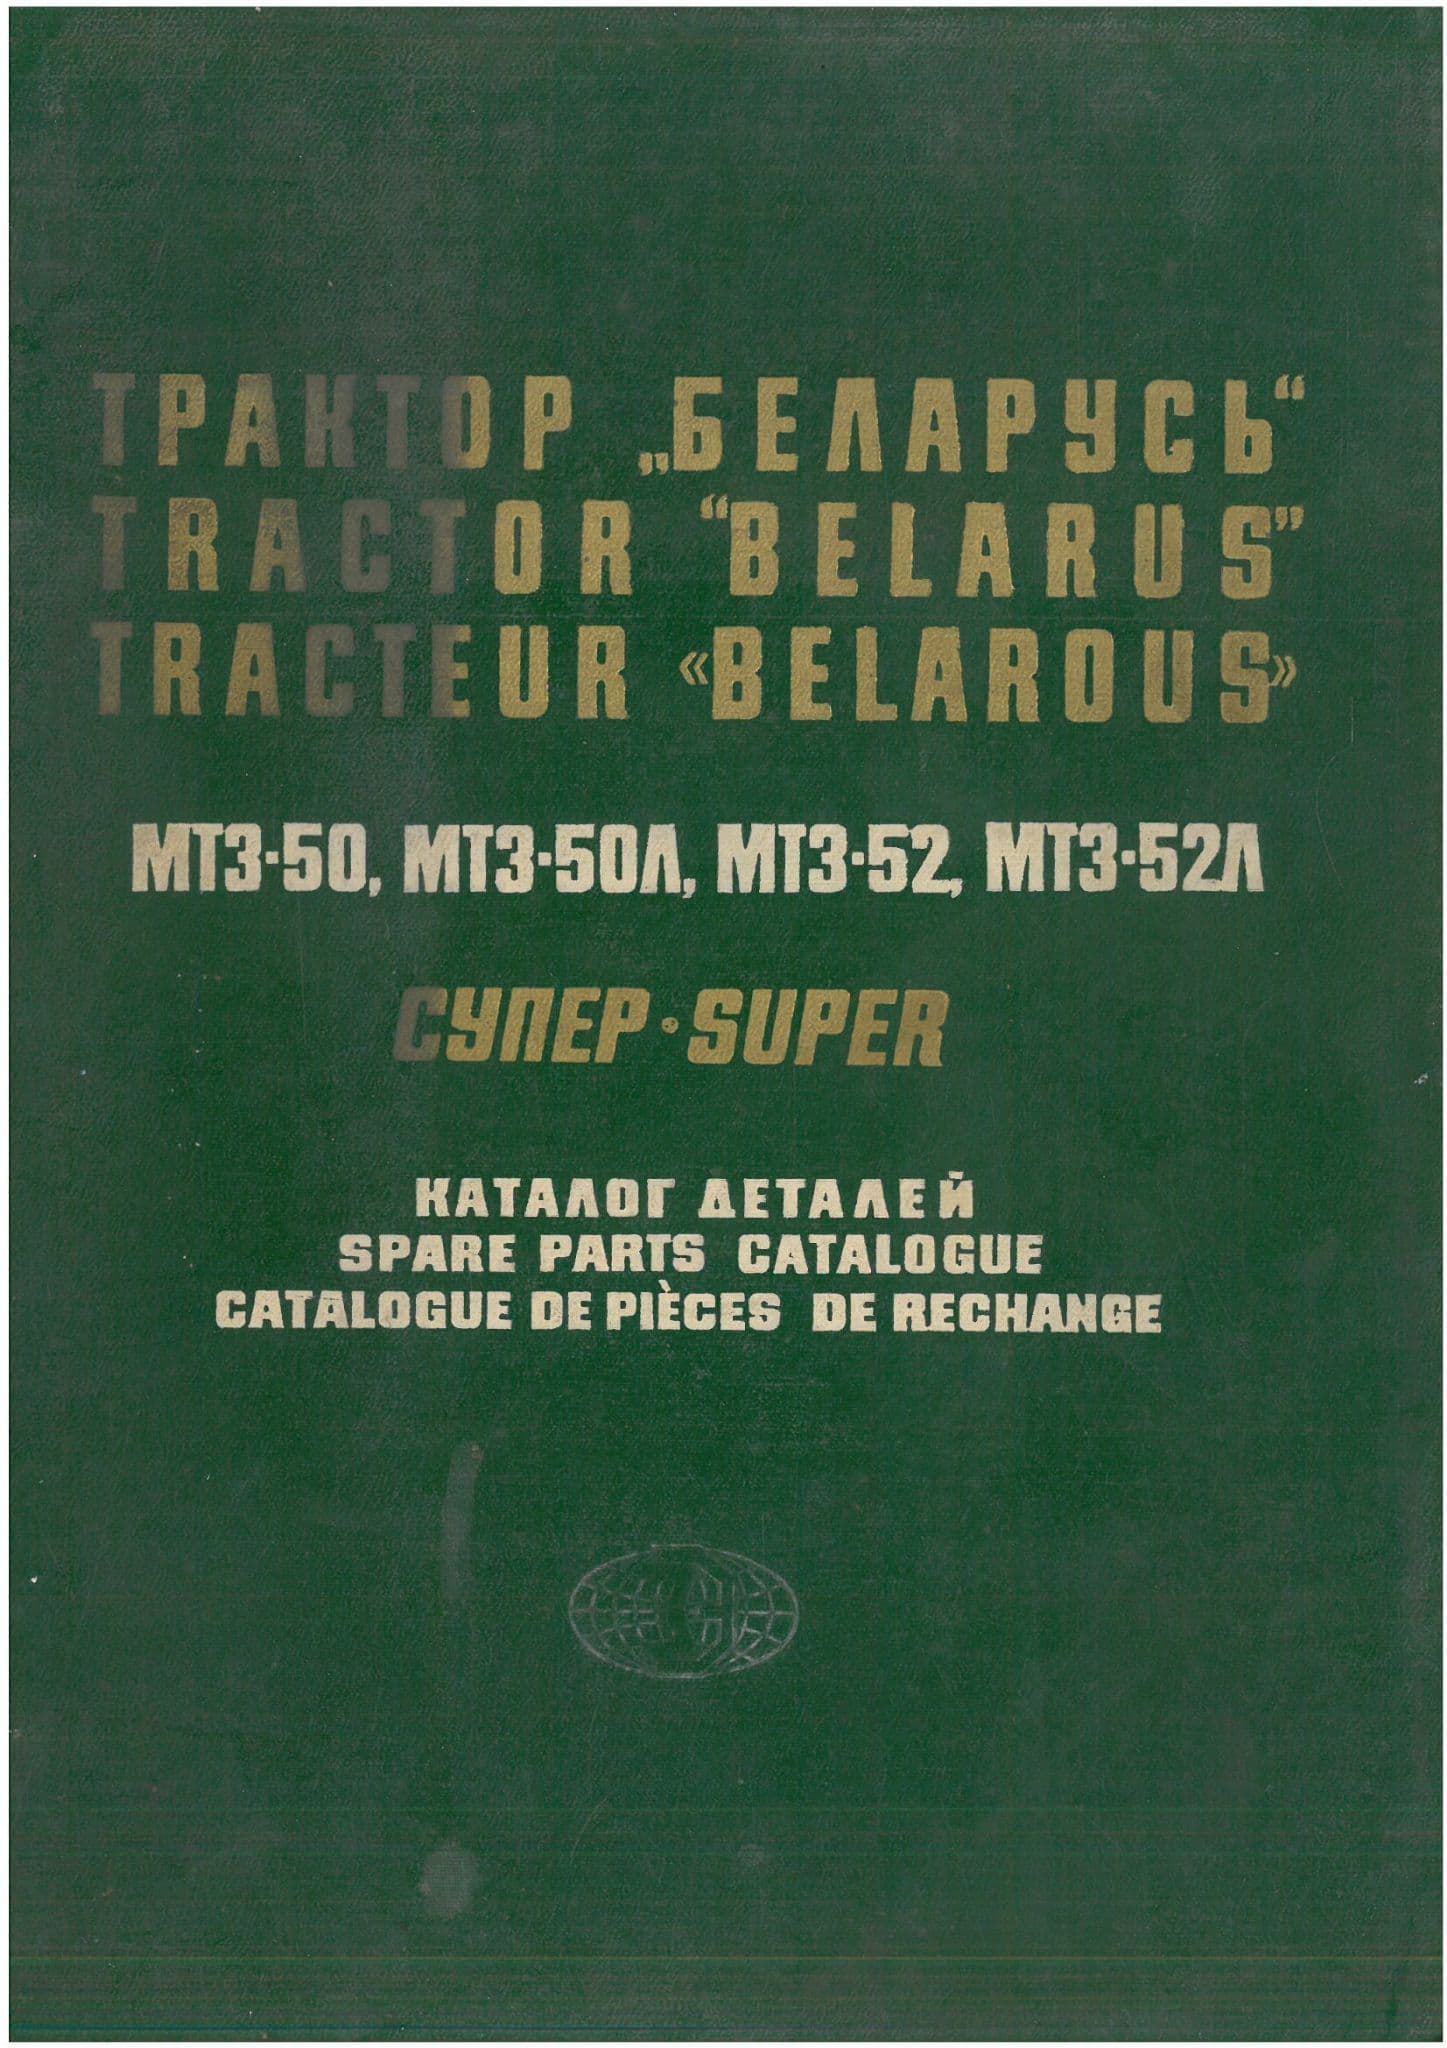 ТРАКТОР „БЕЛАРУСЬ“
TRACTOR “BELARUS”
TRACTEUR «BELAROUS»
МТЗ-50, МТЗ-50Л, МТЗ-52, МТЗ-52Л
СУПЕР · SUPER
КАТАЛОГ ДЕТАЛЕЙ
SPARE PARTS CATALOGUE
CATALOGUE DE PIÈCES DE RECHANGE